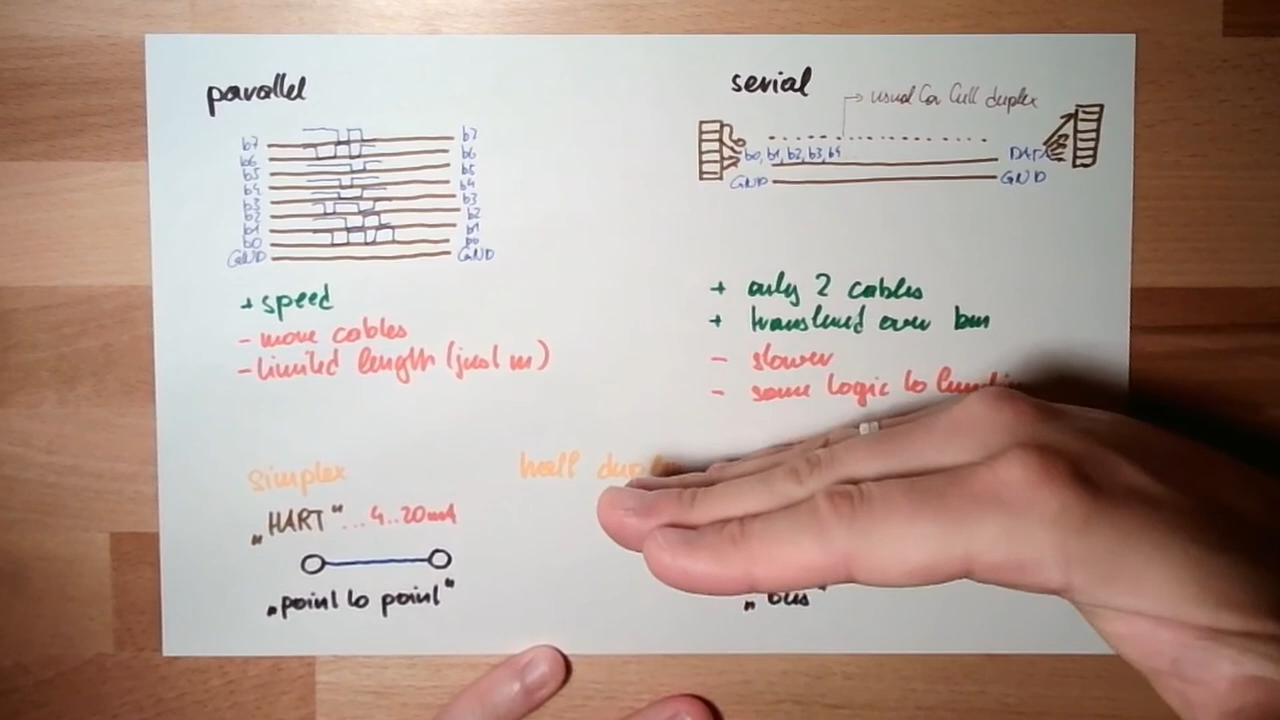 parallel
b7 b7
b6 b6
b5 b5
b4 b4
b3 b3
b2 b2
b1 b1
b0 b0
GND GND
+ speed
- more cables
- limited length (just m)
serial
usual for full duplex
b0, b1, b2, b3, b4 DATA
GND GND
+ only 2 cables
+ transferred over bus
- slower
- some logic to
simplex
half
„HART“...4..20mA
„point to point“
„bus“